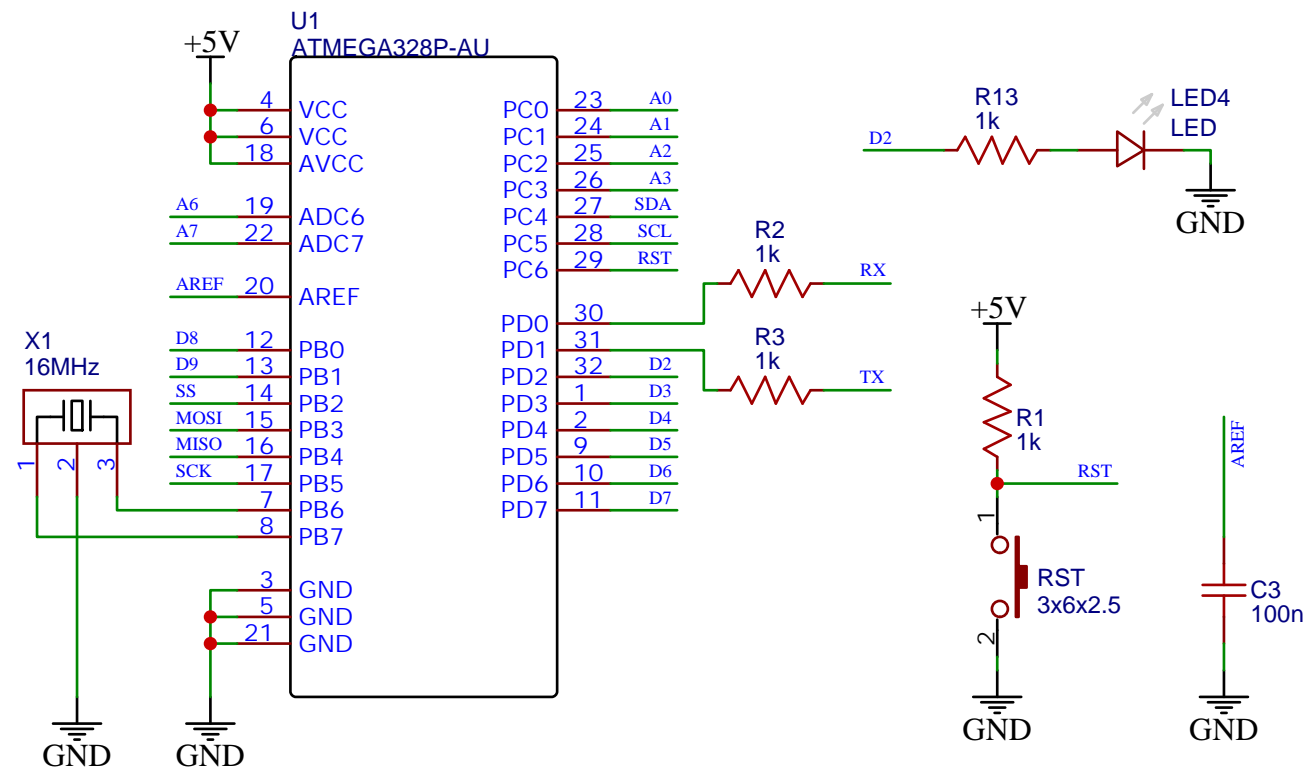 U1
ATMEGA328P-AU
+5V
4 VCC
6 VCC
18 AVCC
A6 19 ADC6
A7 22 ADC7
AREF 20 AREF
D8 12 PB0
D9 13 PB1
SS 14 PB2
MOSI 15 PB3
MISO 16 PB4
SCK 17 PB5
7 PB6
8 PB7
3 GND
5 GND
21 GND
PC0 23 A0
PC1 24 A1
PC2 25 A2
PC3 26 A3
PC4 27 SDA
PC5 28 SCL
PC6 29 RST
PD0 30
PD1 31
PD2 32 D2
PD3 1 D3
PD4 2 D4
PD5 9 D5
PD6 10 D6
PD7 11 D7
X1
16MHz
1 2 3
GND
GND
R2
1k
RX
R3
1k
TX
D2
R13
1k
LED4
LED
GND
+5V
R1
1k
RST
1
RST
3x6x2.5
2
GND
AREF
C3
100n
GND